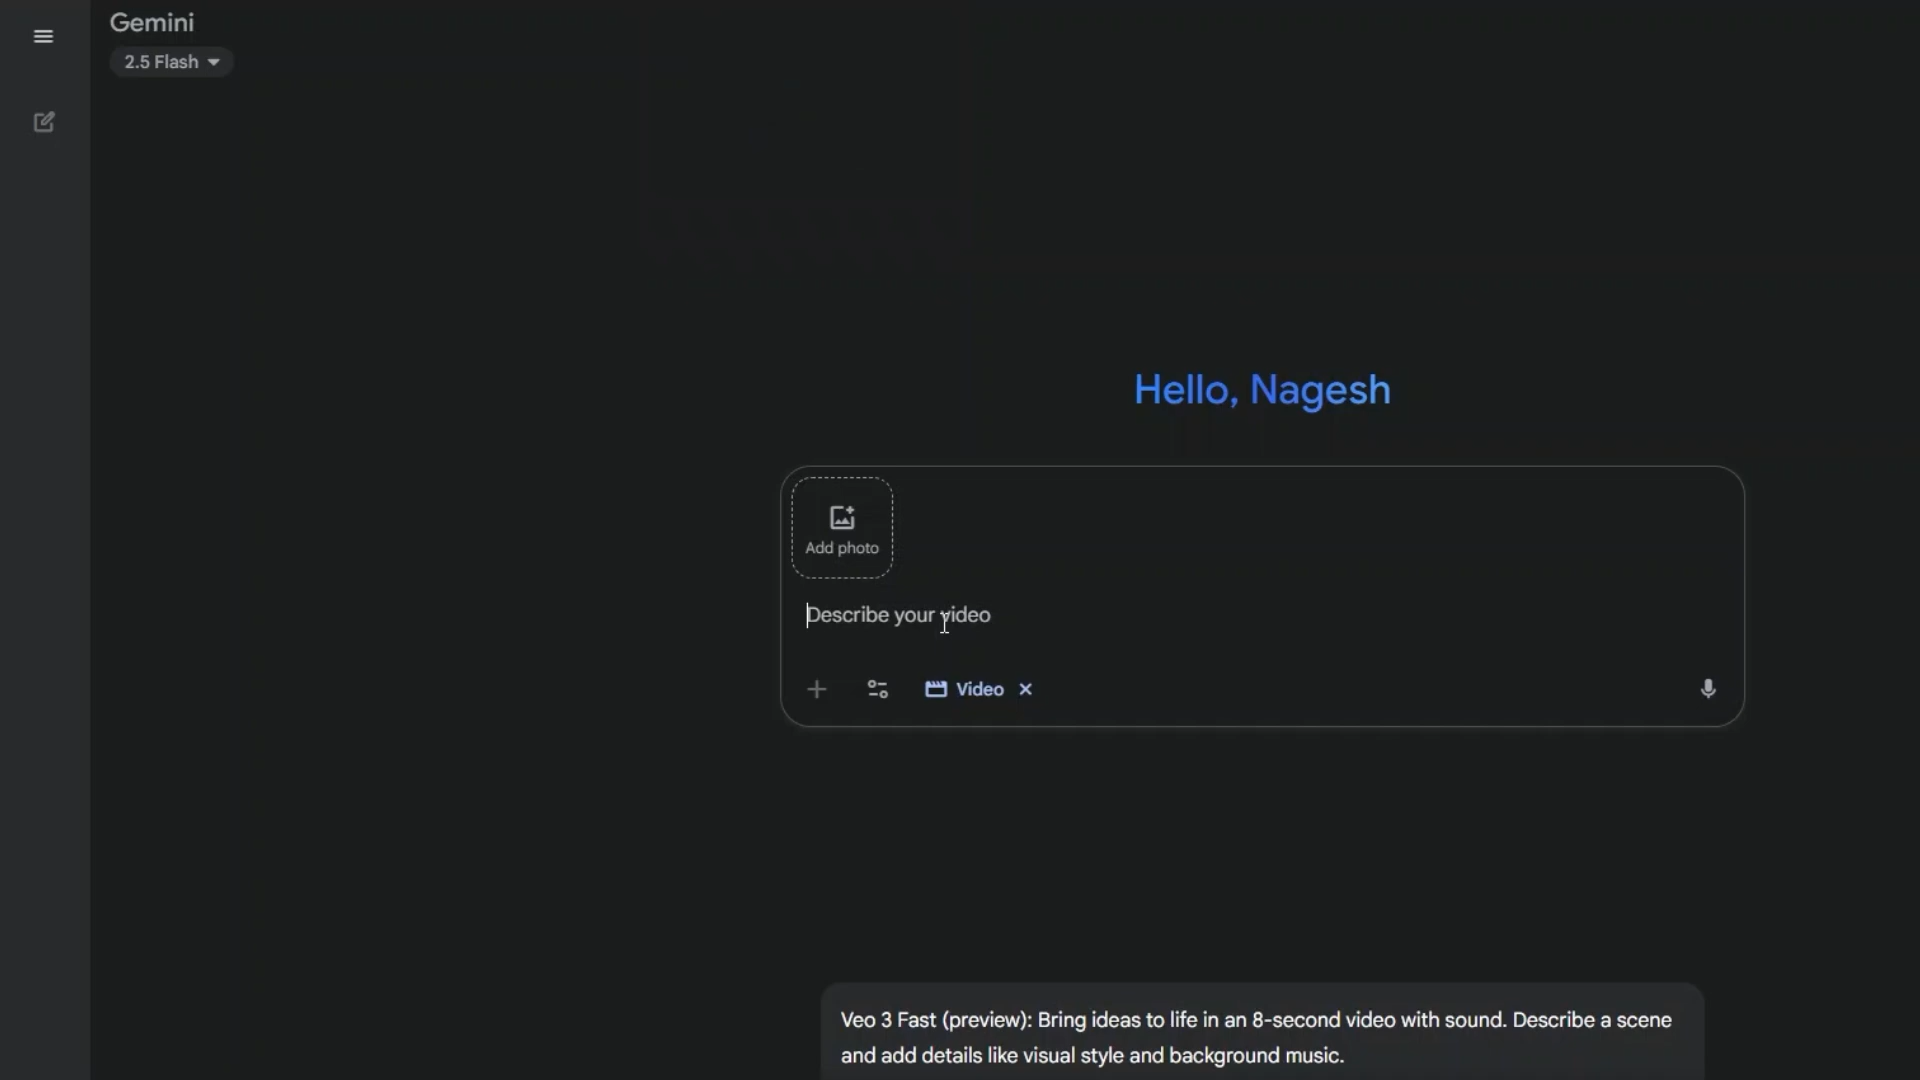 Gemini
2.5 Flash
Hello, Nagesh
Add photo
Describe your video
Video
Veo 3 Fast (preview): Bring ideas to life in an 8-second video with sound. Describe a scene
and add details like visual style and background music.